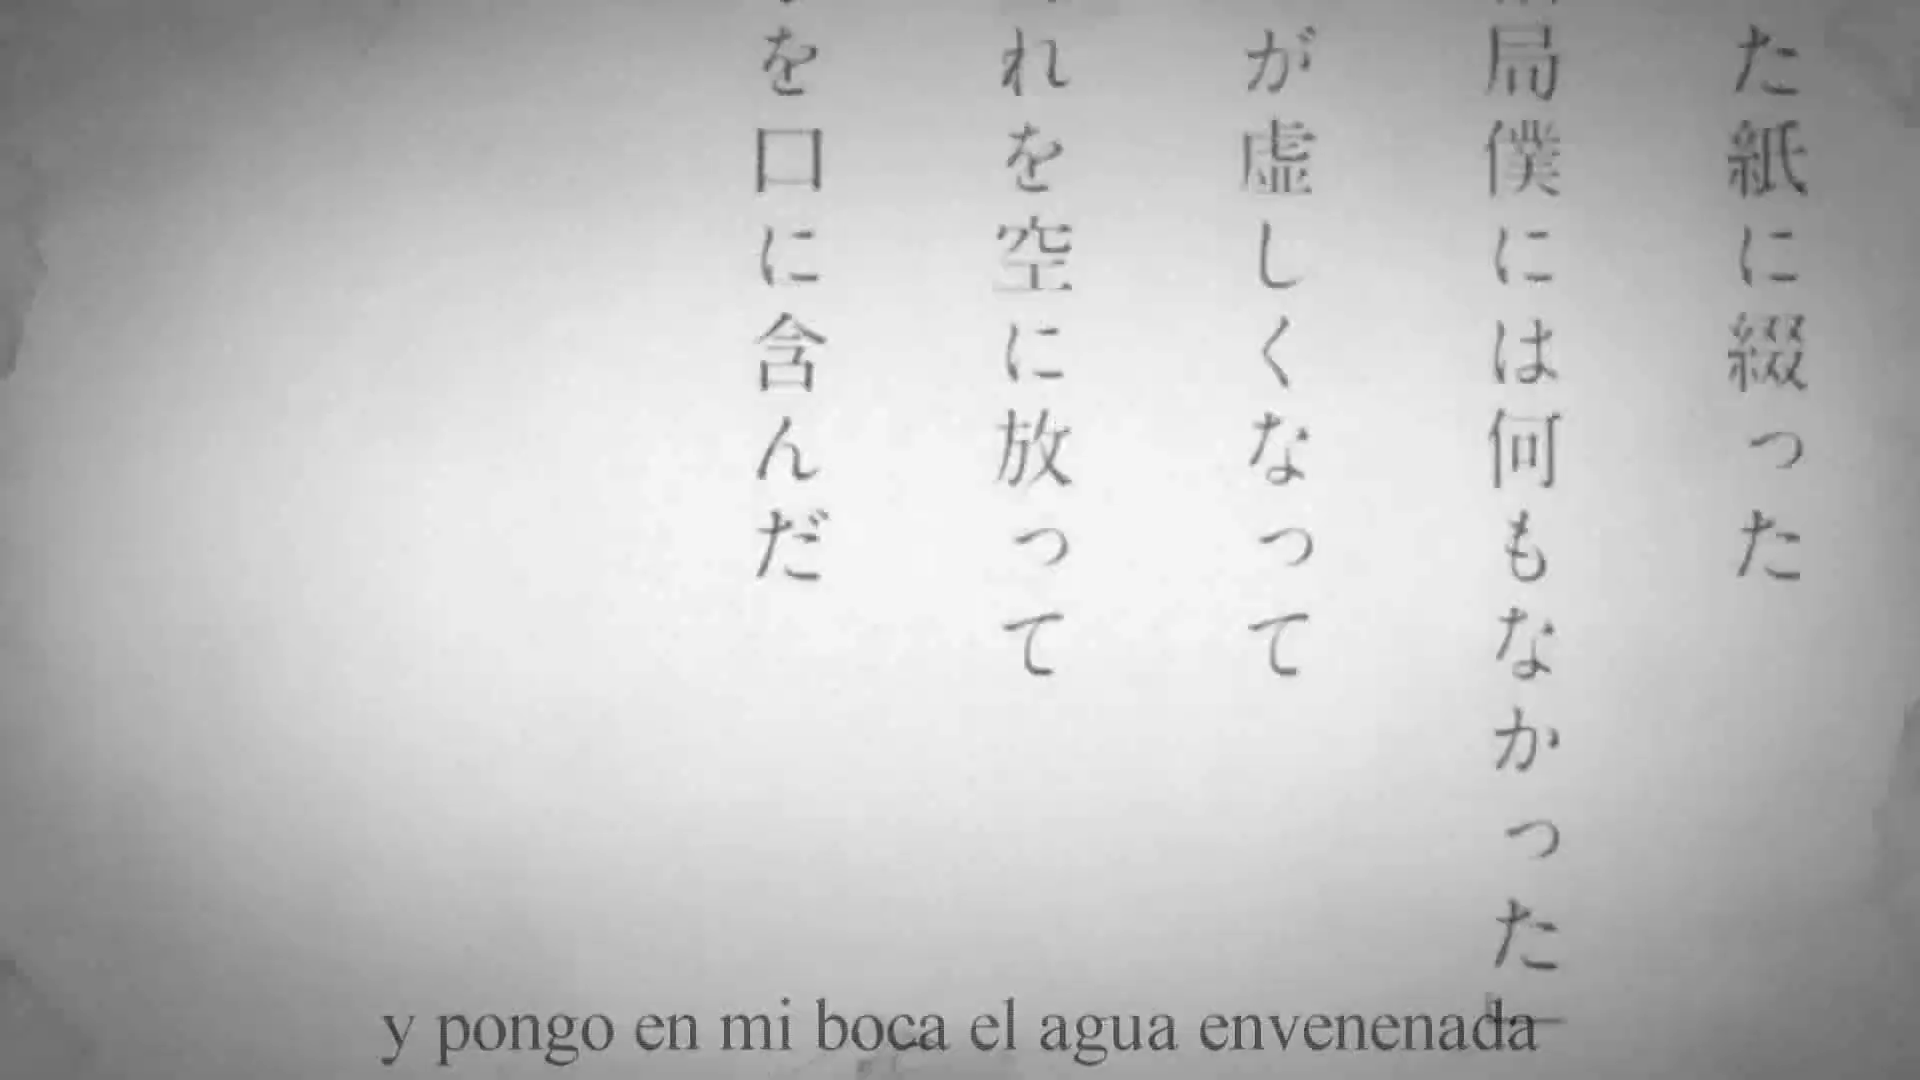 た紙に綴った
局僕には何もなかった
が虚しくなって
れを空に放って
を口に含んだ
y pongo en mi boca el agua envenenada